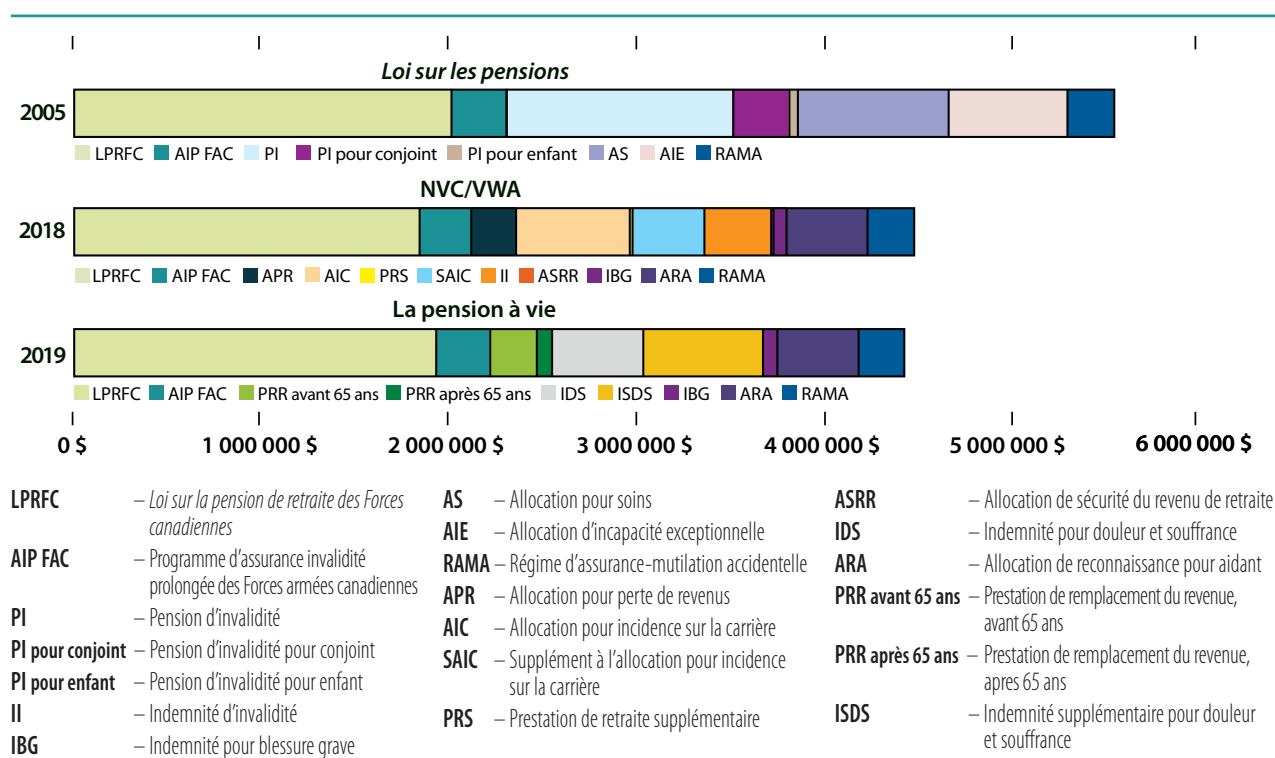 Loi sur les pensions
2005
LPRFC AIP FAC PI PI pour conjoint PI pour enfant AS AIE RAMA
NVC/VWA
2018
LPRFC AIP FAC APR AIC PRS SAIC II ASRR IBG ARA RAMA
La pension à vie
2019
LPRFC AIP FAC PRR avant 65 ans PRR après 65 ans IDS ISDS IBG ARA RAMA
0 $ 1 000 000 $ 2 000 000 $ 3 000 000 $ 4 000 000 $ 5 000 000 $ 6 000 000 $
LPRFC – Loi sur la pension de retraite des Forces
canadiennes
AIP FAC – Programme d'assurance invalidité
prolongée des Forces armées canadiennes
PI – Pension d'invalidité
PI pour conjoint – Pension d'invalidité pour conjoint
PI pour enfant – Pension d'invalidité pour enfant
II – Indemnité d'invalidité
IBG – Indemnité pour blessure grave
AS – Allocation pour soins
AIE – Allocation d'incapacité exceptionnelle
RAMA – Régime d'assurance-mutilation accidentelle
APR – Allocation pour perte de revenus
AIC – Allocation pour incidence sur la carrière
SAIC – Supplément à l'allocation pour incidence
sur la carrière
PRS – Prestation de retraite supplémentaire
ASRR – Allocation de sécurité du revenu de retraite
IDS – Indemnité pour douleur et souffrance
ARA – Allocation de reconnaissance pour aidant
PRR avant 65 ans – Prestation de remplacement du revenue,
avant 65 ans
PRR après 65 ans – Prestation de remplacement du revenue,
apres 65 ans
ISDS – Indemnité supplémentaire pour douleur
et souffrance